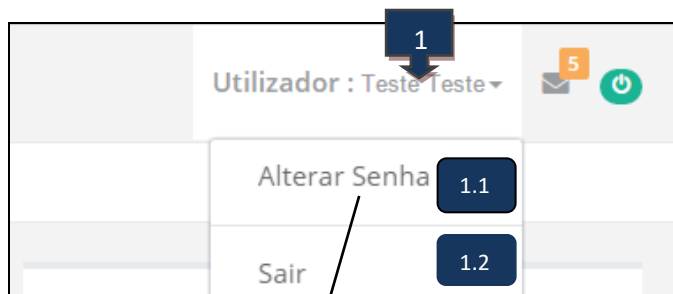 1
Utilizador : Teste Teste
5
Alterar Senha
1.1
Sair
1.2